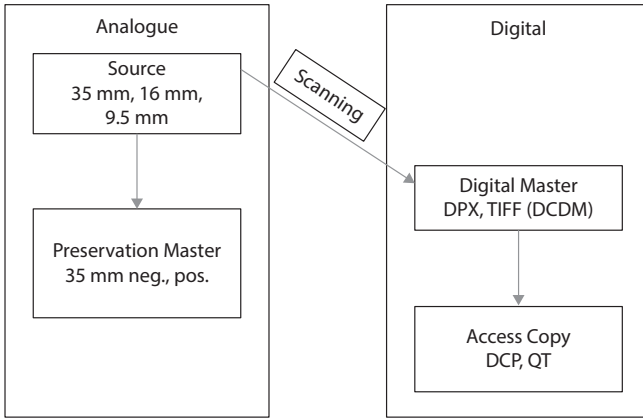 Analogue
Source
35 mm, 16 mm,
9.5 mm
Preservation Master
35 mm neg., pos.
Scanning
Digital
Digital Master
DPX, TIFF (DCDM)
Access Copy
DCP, QT